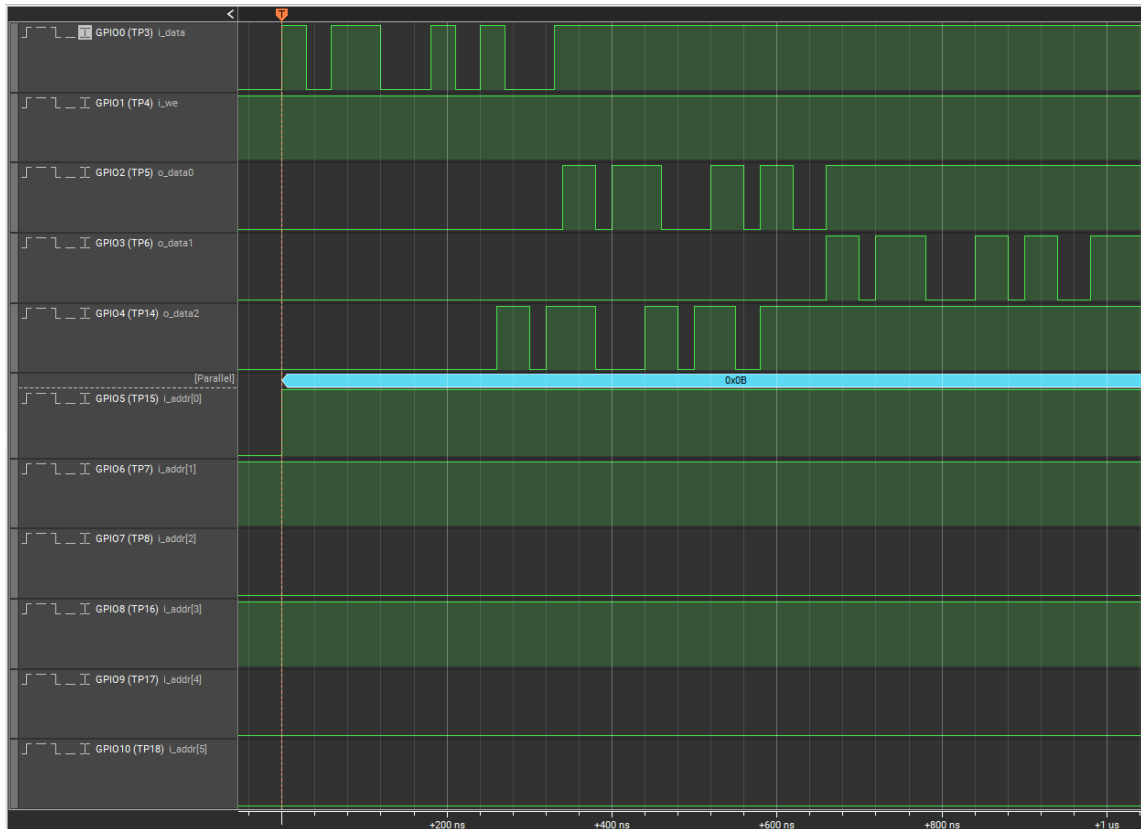 <
T
GPIO0 (TP3) i_data
GPIO1 (TP4) i_we
GPIO2 (TP5) o_data0
GPIO3 (TP6) o_data1
GPIO4 (TP14) o_data2
[Parallel]
0x0B
GPIO5 (TP15) i_addr[0]
GPIO6 (TP7) i_addr[1]
GPIO7 (TP8) i_addr[2]
GPIO8 (TP16) i_addr[3]
GPIO9 (TP17) i_addr[4]
GPIO10 (TP18) i_addr[5]
+200 ns +400 ns +600 ns +800 ns +1 us